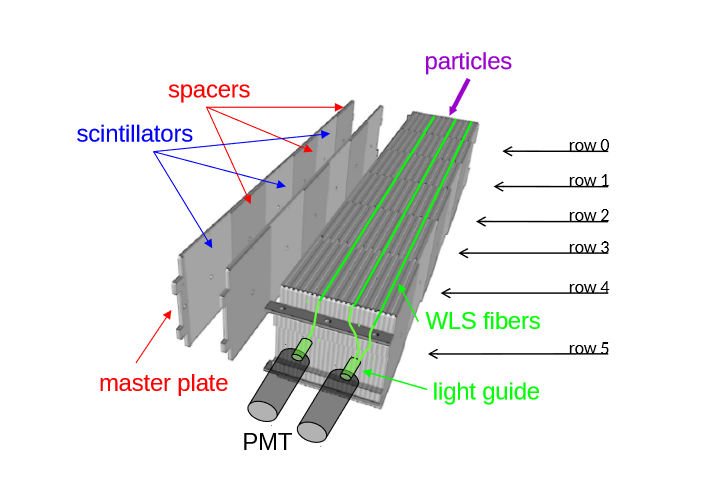 particles
spacers
scintillators
row 0
row 1
row 2
row 3
row 4
WLS fibers
row 5
master plate
light guide
PMT